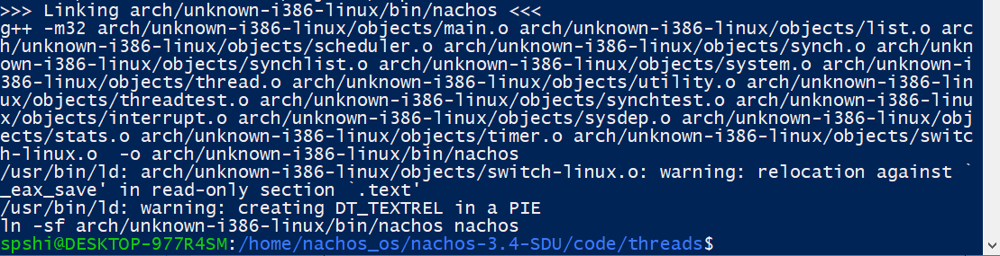 >>> Linking arch/unknown-i386-linux/bin/nachos <<<
g++ -m32 arch/unknown-i386-linux/objects/main.o arch/unknown-i386-linux/objects/list.o arc
h/unknown-i386-linux/objects/scheduler.o arch/unknown-i386-linux/objects/synch.o arch/unkn
own-i386-linux/objects/synchlist.o arch/unknown-i386-linux/objects/system.o arch/unknown-i
386-linux/objects/thread.o arch/unknown-i386-linux/objects/utility.o arch/unknown-i386-lin
ux/objects/threadtest.o arch/unknown-i386-linux/objects/synchtest.o arch/unknown-i386-linu
x/objects/interrupt.o arch/unknown-i386-linux/objects/sysdep.o arch/unknown-i386-linux/obj
ects/stats.o arch/unknown-i386-linux/objects/timer.o arch/unknown-i386-linux/objects/switc
h-linux.o  -o arch/unknown-i386-linux/bin/nachos
/usr/bin/ld: arch/unknown-i386-linux/objects/switch-linux.o: warning: relocation against `
_eax_save' in read-only section `.text'
/usr/bin/ld: warning: creating DT_TEXTREL in a PIE
ln -sf arch/unknown-i386-linux/bin/nachos nachos
spshi@DESKTOP-977R4SM:/home/nachos_os/nachos-3.4-SDU/code/threads$